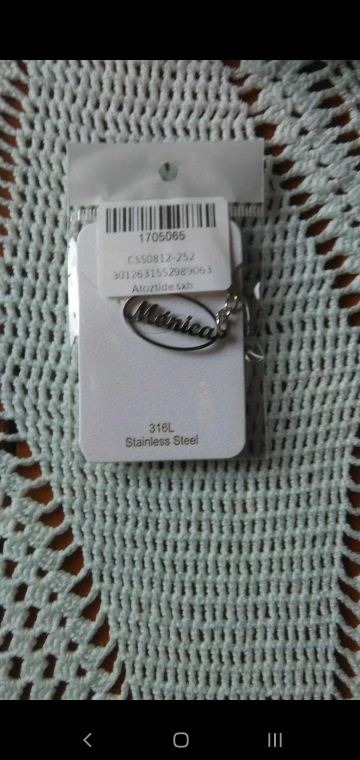 1705065
CSS0812-252
3012631552989063
Atoztide.sxh
Mónica
316L
Stainless Steel